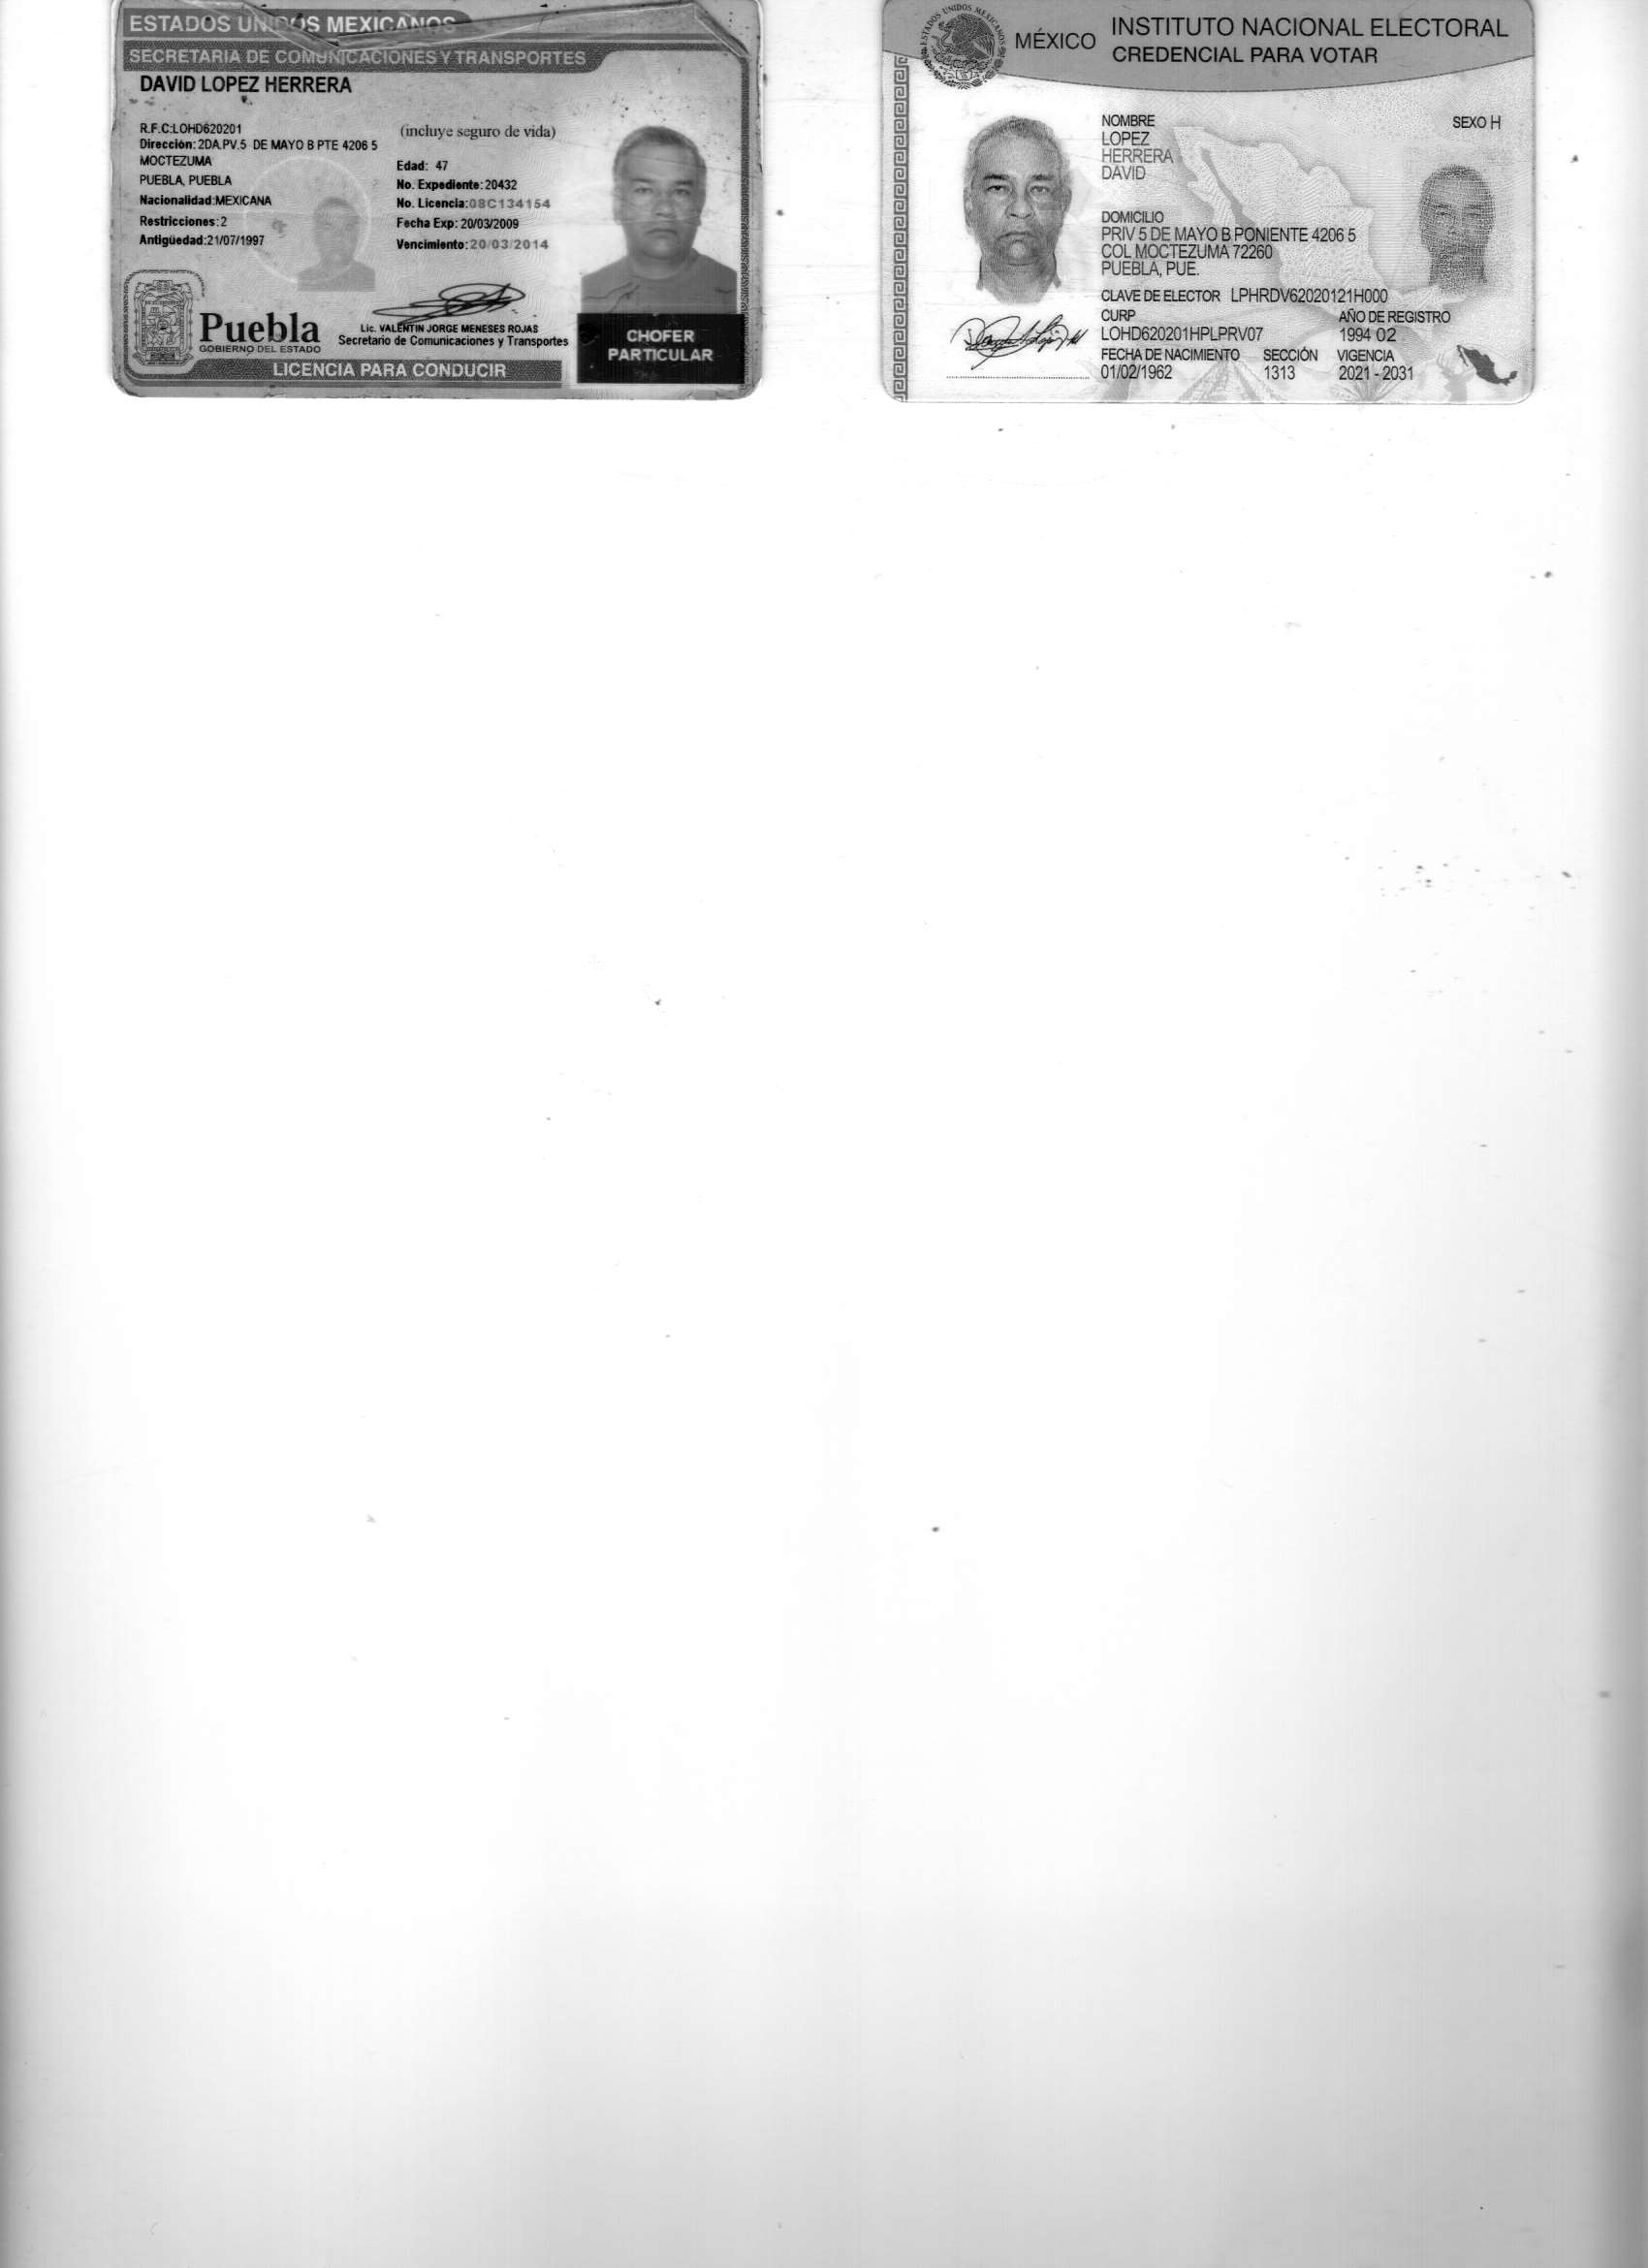 ESTADOS UNIDOS MEXICANOS
SECRETARIA DE COMUNICACIONES Y TRANSPORTES
DAVID LOPEZ HERRERA
R.F.C:LOHD620201
(incluye seguro de vida)
Dirección: 2DA.PV.5 DE MAYO B PTE 4206 5
MOCTEZUMA
PUEBLA, PUEBLA
Nacionalidad:MEXICANA
Restricciones:2
Antigüedad:21/07/1997
Edad: 47
No. Expediente:20432
No. Licencia:08C134154
Fecha Exp: 20/03/2009
Vencimiento:20/03/2014
Puebla
GOBIERNO DEL ESTADO
Lic. VALENTIN JORGE MENESES ROJAS
Secretario de Comunicaciones y Transportes
CHOFER
PARTICULAR
LICENCIA PARA CONDUCIR
ESTADOS UNIDOS MEXICANOS
MÉXICO
INSTITUTO NACIONAL ELECTORAL
CREDENCIAL PARA VOTAR
NOMBRE
LOPEZ
HERRERA
DAVID
SEXO H
DOMICILIO
PRIV 5 DE MAYO B PONIENTE 4206 5
COL MOCTEZUMA 72260
PUEBLA, PUE.
CLAVE DE ELECTOR LPHRDV62020121H000
CURP
LOHD620201HPLPRV07
AÑO DE REGISTRO
1994 02
FECHA DE NACIMIENTO
01/02/1962
SECCIÓN
1313
VIGENCIA
2021 - 2031